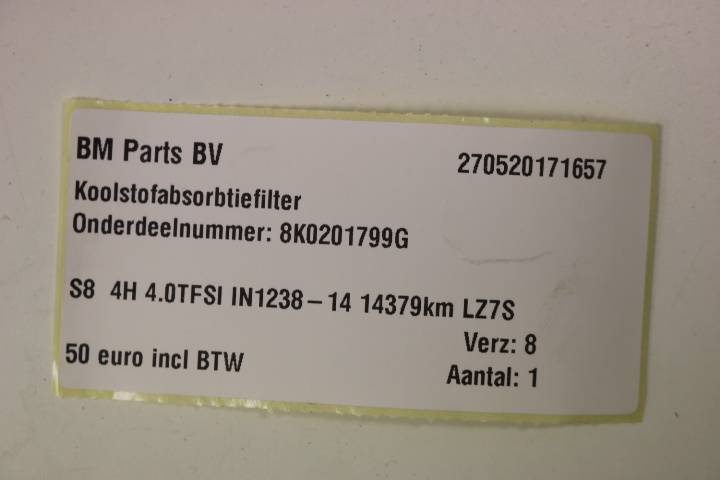 BM Parts BV
270520171657
Koolstofabsorbtiefilter
Onderdeelnummer: 8K0201799G
S8 4H 4.0TFSI IN1238-14 14379km LZ7S
Verz: 8
50 euro incl BTW
Aantal: 1